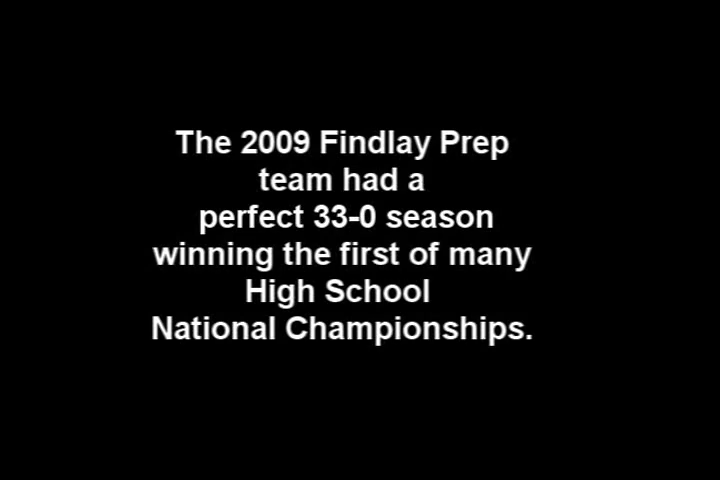 The 2009 Findlay Prep
team had a
perfect 33-0 season
winning the first of many
High School
National Championships.